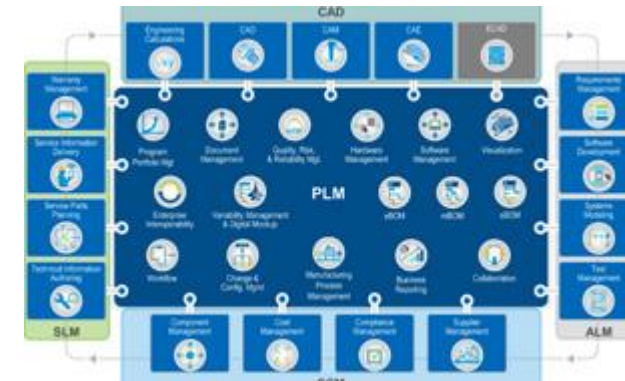 CAD
Engineering
Calculations
CAD
CAM
CAE
ECAD
Warranty
Management
Service Information
Delivery
Service Parts
Planning
Technical Information
Authoring
SLM
Program
Portfolio Mgt
Document
Management
Quality, Risk,
& Reliability Mgt.
Hardware
Management
Software
Management
Visualization
Enterprise
Interoperability
Variability Management
& Digital Mockup
PLM
eBOM
mBOM
sBOM
Workflow
Change &
Config. Mgmt
Manufacturing
Process
Management
Business
Reporting
Collaboration
Requirements
Management
Software
Development
Systems
Modeling
Test
Management
ALM
Component
Management
Cost
Management
Compliance
Management
Supplier
Management
SCM